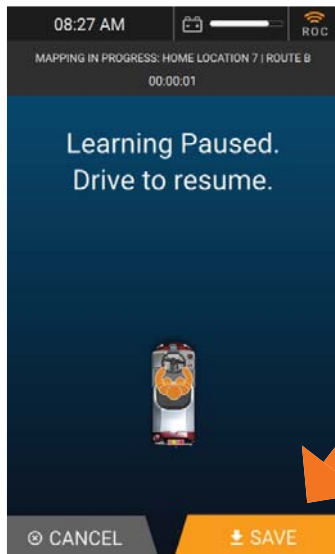 08:27 AM
ROC
MAPPING IN PROGRESS: HOME LOCATION 7 | ROUTE B
00:00:01
Learning Paused.
Drive to resume.
CANCEL
SAVE